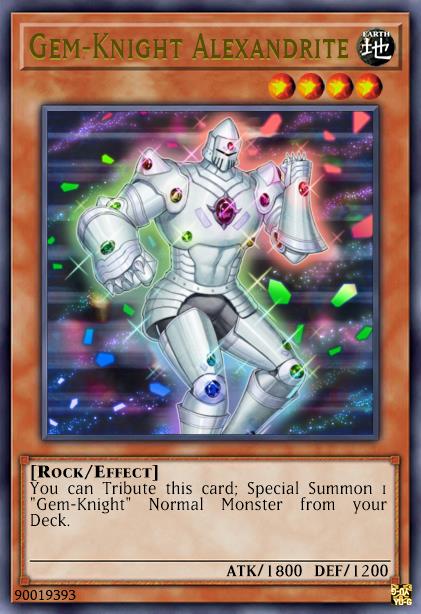 Gem-Knight Alexandrite
EARTH
地
[Rock/Effect]
You can Tribute this card; Special Summon 1
"Gem-Knight" Normal Monster from your
Deck.
ATK/1800 DEF/1200
90019393